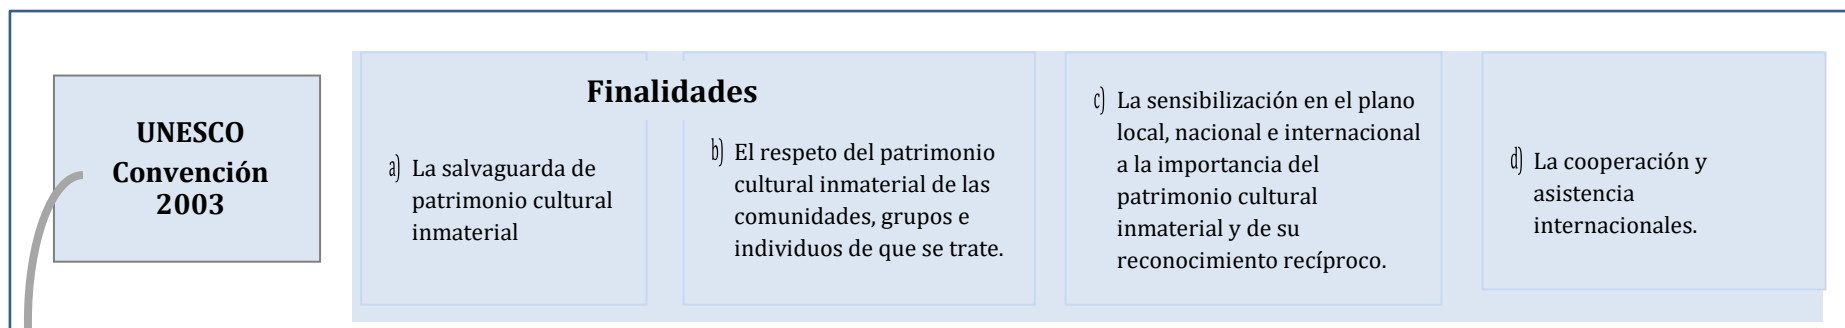 UNESCO
Convención
2003
Finalidades
a) La salvaguarda de
patrimonio cultural
inmaterial
b) El respeto del patrimonio
cultural inmaterial de las
comunidades, grupos e
individuos de que se trate.
c) La sensibilización en el plano
local, nacional e internacional
a la importancia del
patrimonio cultural
inmaterial y de su
reconocimiento recíproco.
d) La cooperación y
asistencia
internacionales.